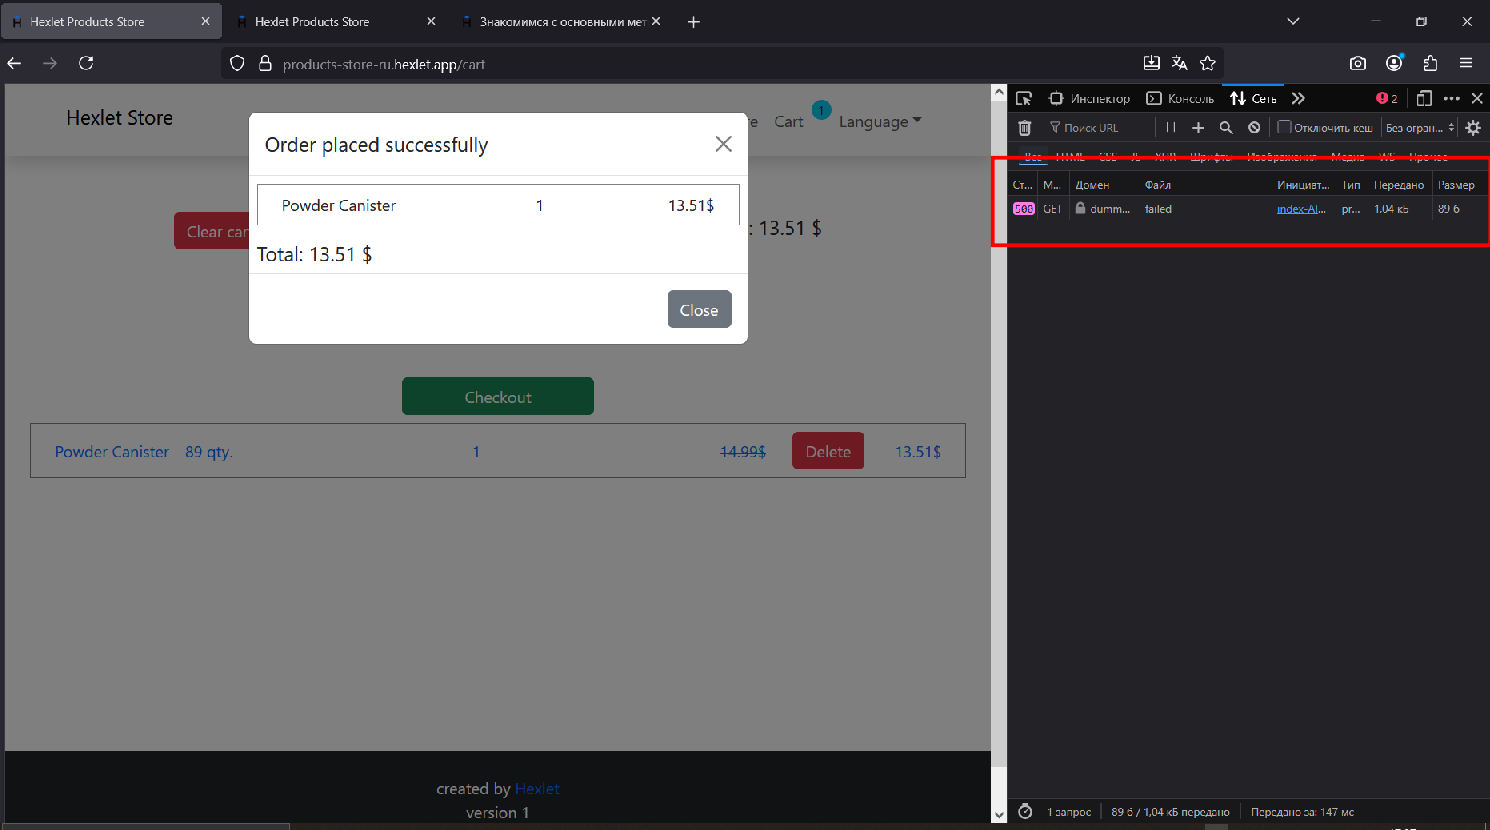 Hexlet Products Store
Hexlet Products Store
Знакомимся с основными мет
products-store-ru.hexlet.app/cart
Hexlet Store
Cart
1
Language
Order placed successfully
Powder Canister 1 13.51$
Total: 13.51 $
Close
Clear car
: 13.51 $
Checkout
Powder Canister 89 qty. 1 14.99$ Delete 13.51$
created by Hexlet
version 1
Инспектор Консоль Сеть 2
Поиск URL Отключить кеш Без огран...
Все HTML CSS JS XHR Шрифты Изображения Медиа WS Прочее
Ст... М... Домен Файл Инициат... Тип Передано Размер
500 GET dumm... failed index-AI... pr... 1.04 кБ 89 б
1 запрос 89 б / 1,04 кБ передано Передано за: 147 мс